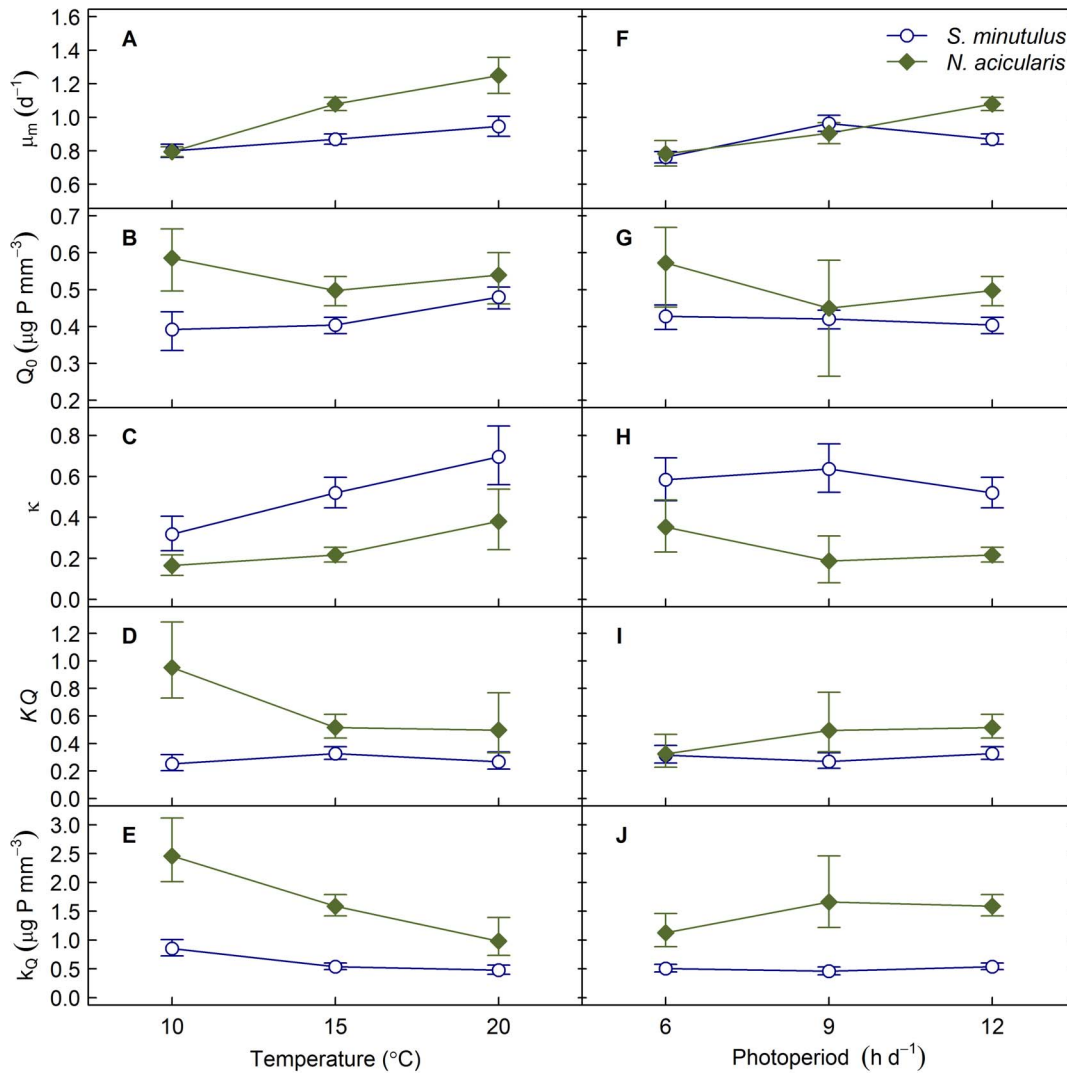 A
F
S. minutulus
N. acicularis
μm (d−1)
1.6
1.4
1.2
1.0
0.8
0.6
B
G
Q0 (μg P mm−3)
0.7
0.6
0.5
0.4
0.3
0.2
C
H
κ
0.8
0.6
0.4
0.2
0.0
D
I
KQ
1.2
1.0
0.8
0.6
0.4
0.2
0.0
E
J
kQ (μg P mm−3)
3.0
2.5
2.0
1.5
1.0
0.5
0.0
10 15 20
6 9 12
Temperature (°C)
Photoperiod (h d−1)